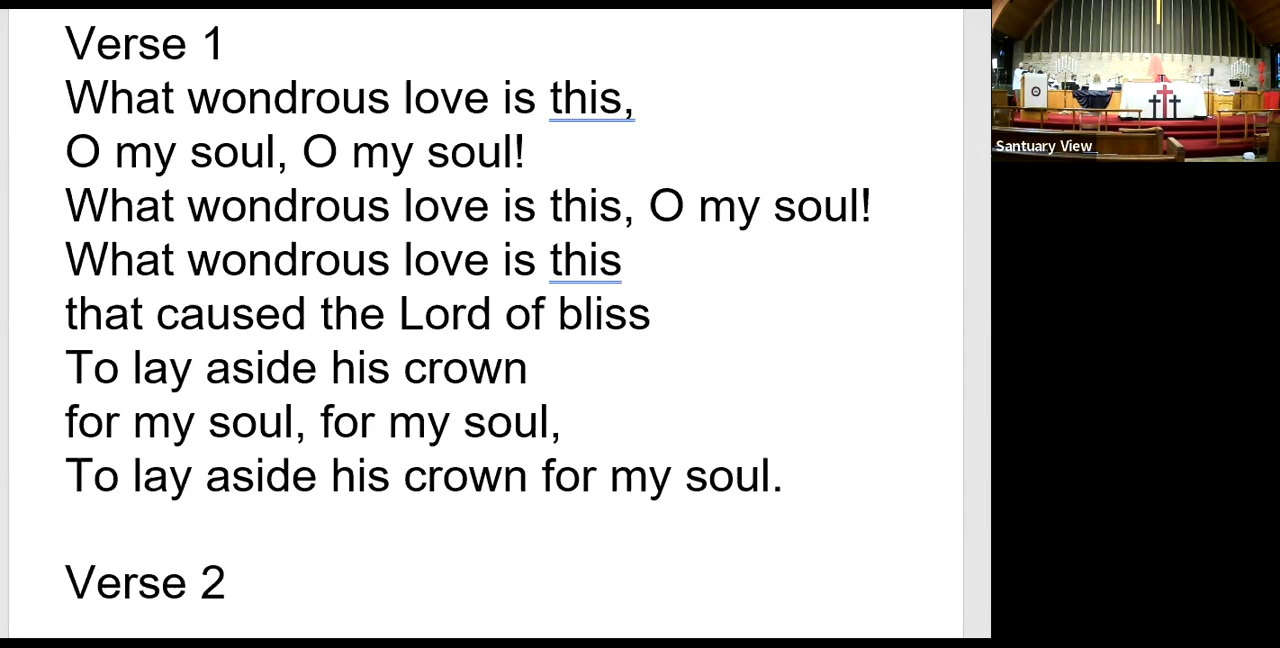 Verse 1
What wondrous love is this,
O my soul, O my soul!
What wondrous love is this, O my soul!
What wondrous love is this
that caused the Lord of bliss
To lay aside his crown
for my soul, for my soul,
To lay aside his crown for my soul.
Verse 2
Santuary View